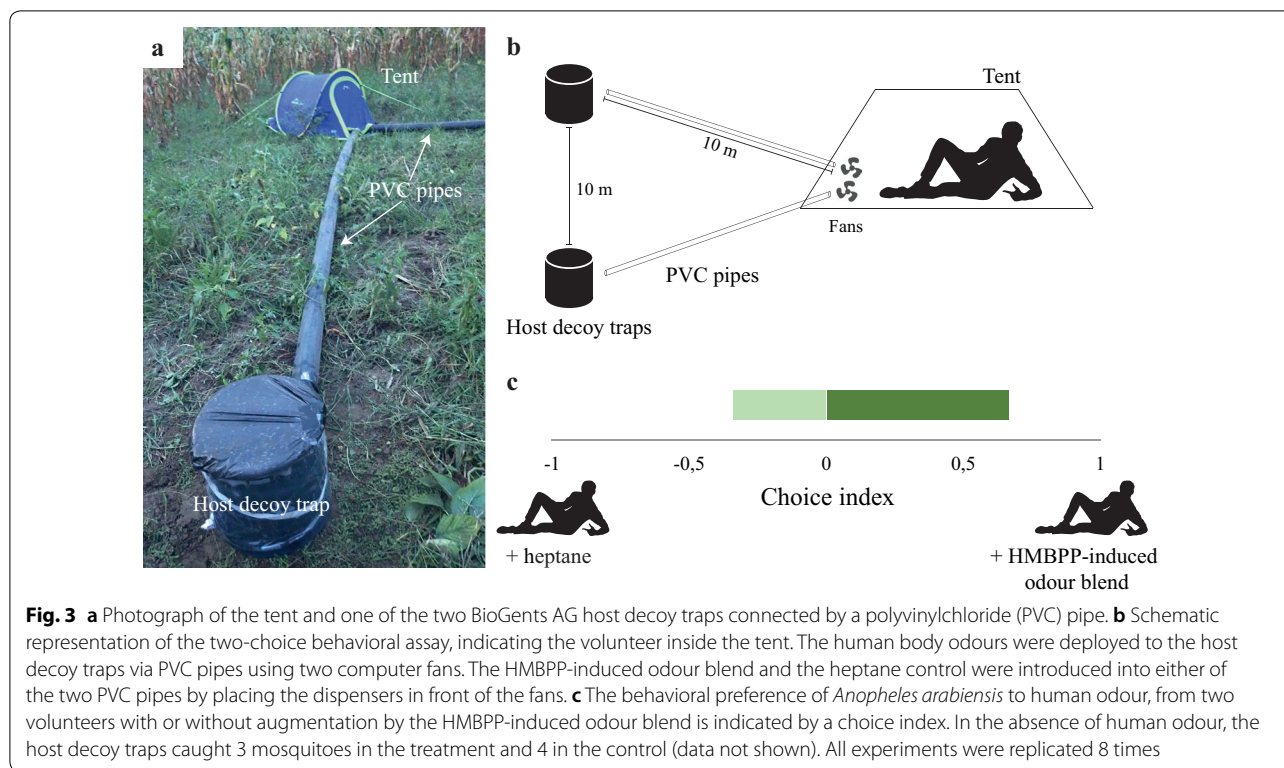 a
Tent
PVC pipes
Host decoy trap
b
Tent
10 m
10 m
Fans
PVC pipes
Host decoy traps
c
-1 -0,5 0 0,5 1
Choice index
+ heptane
+ HMBPP-induced
odour blend
Fig. 3 a Photograph of the tent and one of the two BioGents AG host decoy traps connected by a polyvinylchloride (PVC) pipe. b Schematic
representation of the two-choice behavioral assay, indicating the volunteer inside the tent. The human body odours were deployed to the host
decoy traps via PVC pipes using two computer fans. The HMBPP-induced odour blend and the heptane control were introduced into either of
the two PVC pipes by placing the dispensers in front of the fans. c The behavioral preference of Anopheles arabiensis to human odour, from two
volunteers with or without augmentation by the HMBPP-induced odour blend is indicated by a choice index. In the absence of human odour, the
host decoy traps caught 3 mosquitoes in the treatment and 4 in the control (data not shown). All experiments were replicated 8 times